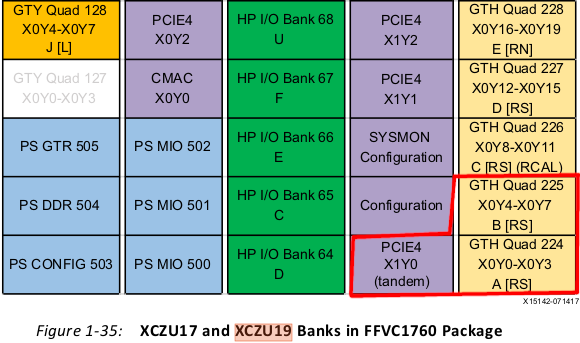 GTY Quad 128
X0Y4-X0Y7
J [L]
PCIE4
X0Y2
HP I/O Bank 68
U
PCIE4
X1Y2
GTH Quad 228
X0Y16-X0Y19
E [RN]
GTY Quad 127
X0Y0-X0Y3
CMAC
X0Y0
HP I/O Bank 67
F
PCIE4
X1Y1
GTH Quad 227
X0Y12-X0Y15
D [RS]
PS GTR 505
PS MIO 502
HP I/O Bank 66
E
SYSMON
Configuration
GTH Quad 226
X0Y8-X0Y11
C [RS] (RCAL)
PS DDR 504
PS MIO 501
HP I/O Bank 65
C
Configuration
GTH Quad 225
X0Y4-X0Y7
B [RS]
PS CONFIG 503
PS MIO 500
HP I/O Bank 64
D
PCIE4
X1Y0
(tandem)
GTH Quad 224
X0Y0-X0Y3
A [RS]
X15142-071417
Figure 1-35: XCZU17 and XCZU19 Banks in FFVC1760 Package